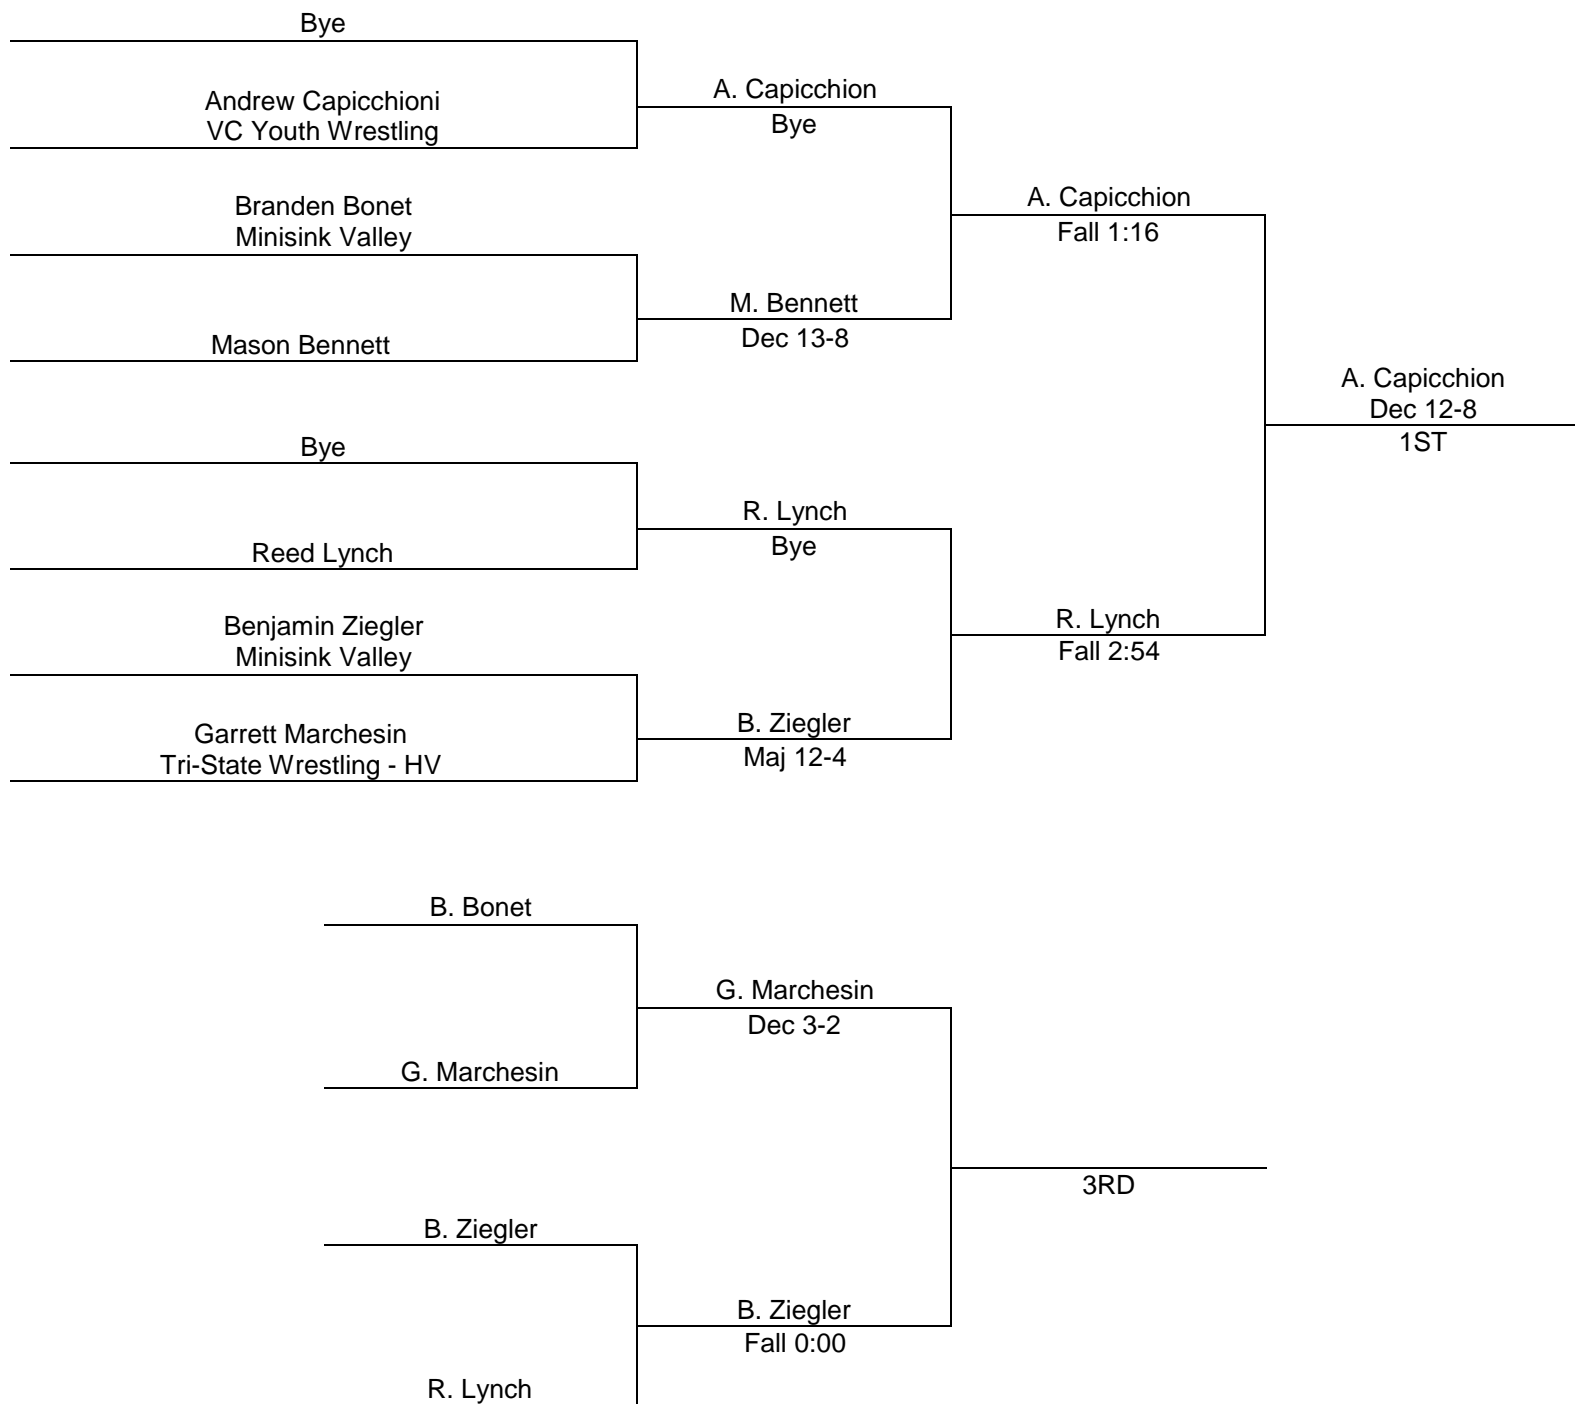 Bye
Andrew Capicchioni
VC Youth Wrestling
A. Capicchion
Bye
Branden Bonet
Minisink Valley
A. Capicchion
Fall 1:16
Mason Bennett
M. Bennett
Dec 13-8
A. Capicchion
Dec 12-8
1ST
Bye
Reed Lynch
R. Lynch
Bye
Benjamin Ziegler
Minisink Valley
R. Lynch
Fall 2:54
Garrett Marchesin
Tri-State Wrestling - HV
B. Ziegler
Maj 12-4
B. Bonet
G. Marchesin
Dec 3-2
G. Marchesin
3RD
B. Ziegler
B. Ziegler
Fall 0:00
R. Lynch